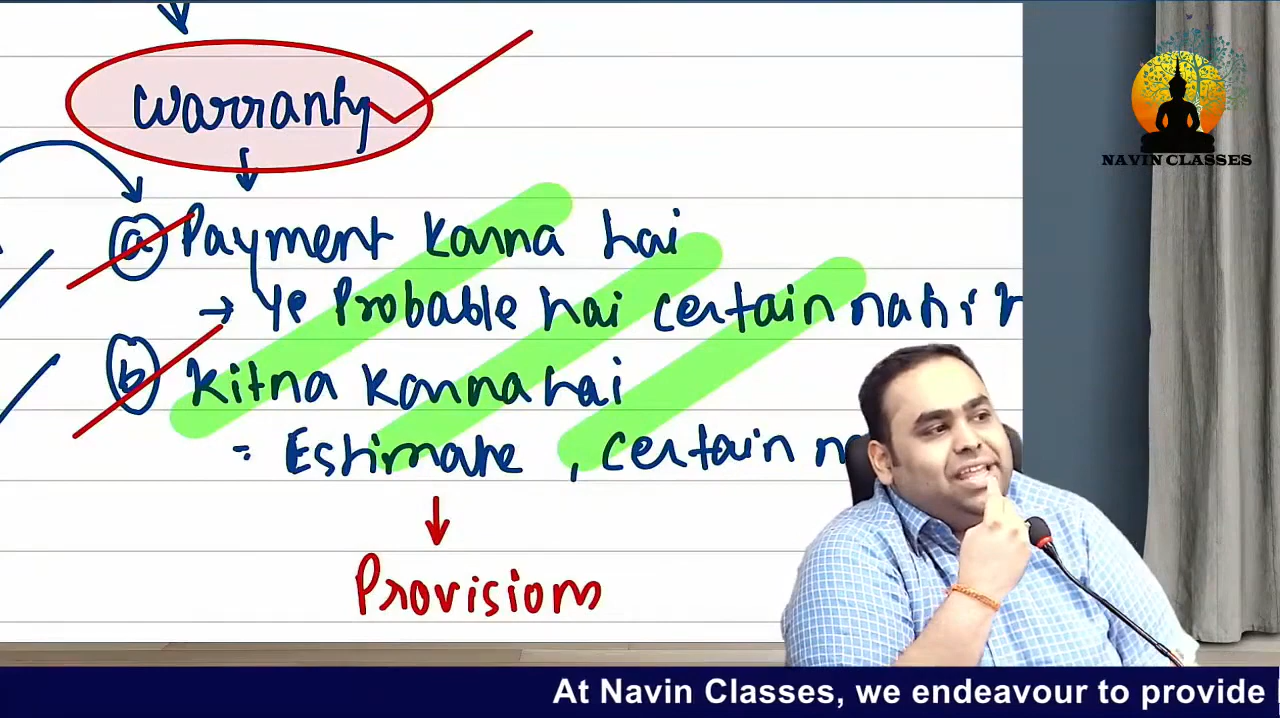 warranty
NAVIN CLASSES
a Payment karna hai
→ ye Probable hai certain nahi
b Kitna karna hai
= Estimate , certain
Provision
At Navin Classes, we endeavour to provide